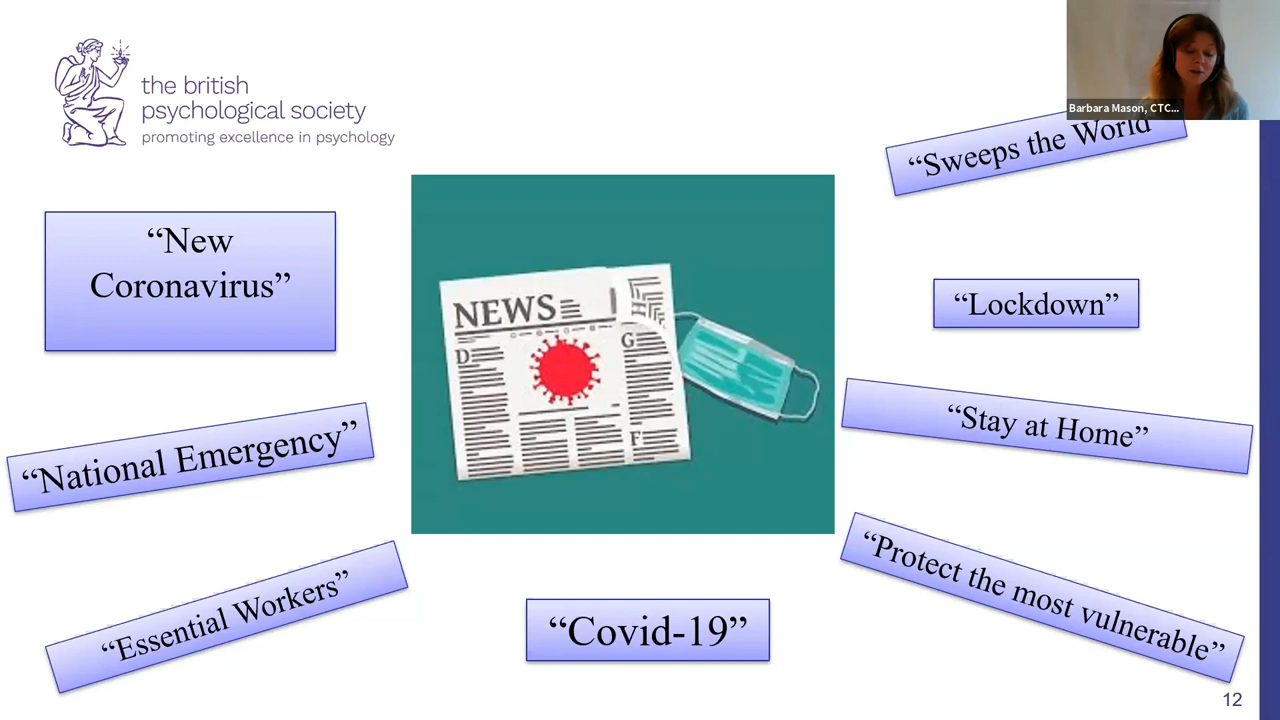 the british
psychological society
promoting excellence in psychology
Barbara Mason, CTC...
“Sweeps the World”
“New
Coronavirus”
NEWS
H
D
G
F
“Lockdown”
“Stay at Home”
“National Emergency”
“Protect the most vulnerable”
“Essential Workers”
“Covid-19”
12